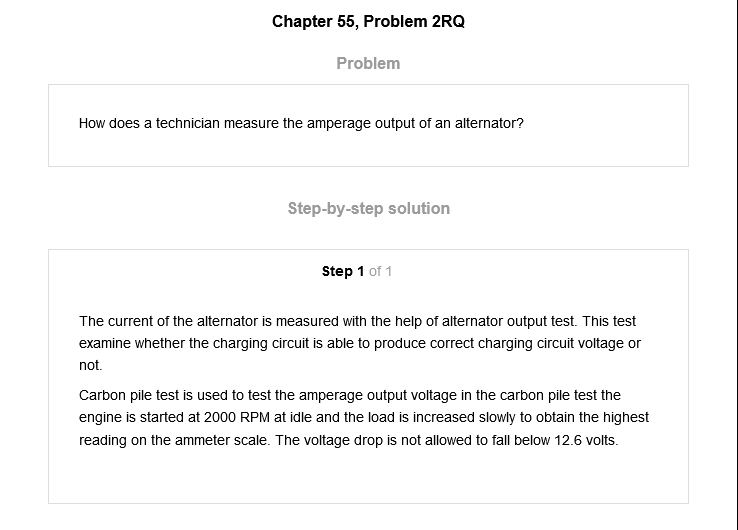 Chapter 55, Problem 2RQ
Problem
How does a technician measure the amperage output of an alternator?
Step-by-step solution
Step 1 of 1
The current of the alternator is measured with the help of alternator output test. This test
examine whether the charging circuit is able to produce correct charging circuit voltage or
not.
Carbon pile test is used to test the amperage output voltage in the carbon pile test the
engine is started at 2000 RPM at idle and the load is increased slowly to obtain the highest
reading on the ammeter scale. The voltage drop is not allowed to fall below 12.6 volts.